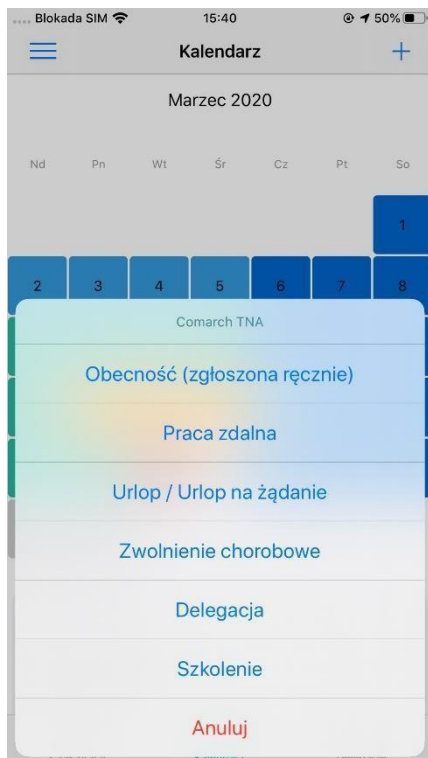 Blokada SIM 15:40 50%
Kalendarz
Marzec 2020
Nd Pn Wt Śr Cz Pt So
1
2 3 4 5 6 7 8
Comarch TNA
Obecność (zgłoszona ręcznie)
Praca zdalna
Urlop / Urlop na żądanie
Zwolnienie chorobowe
Delegacja
Szkolenie
Anuluj